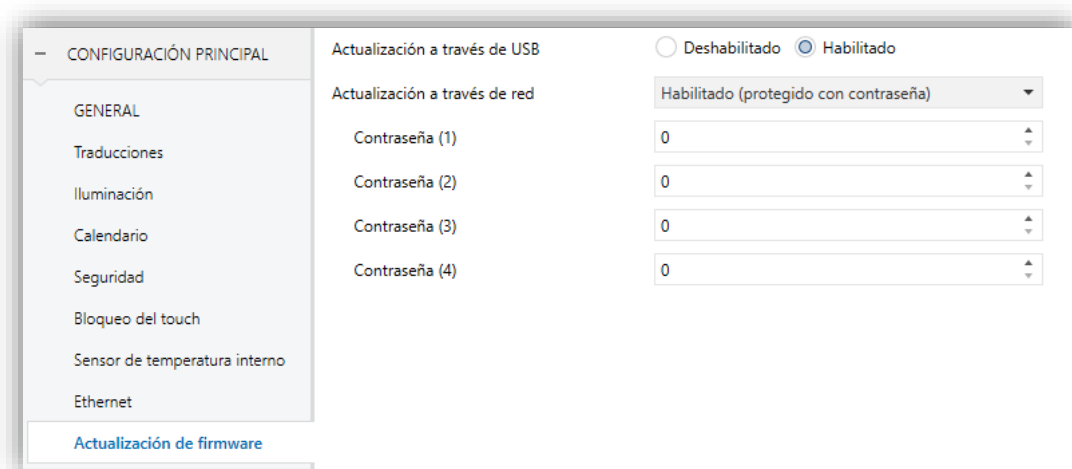 CONFIGURACIÓN PRINCIPAL
GENERAL
Traducciones
Iluminación
Calendario
Seguridad
Bloqueo del touch
Sensor de temperatura interno
Ethernet
Actualización de firmware
Actualización a través de USB Deshabilitado Habilitado
Actualización a través de red Habilitado (protegido con contraseña)
Contraseña (1) 0
Contraseña (2) 0
Contraseña (3) 0
Contraseña (4) 0